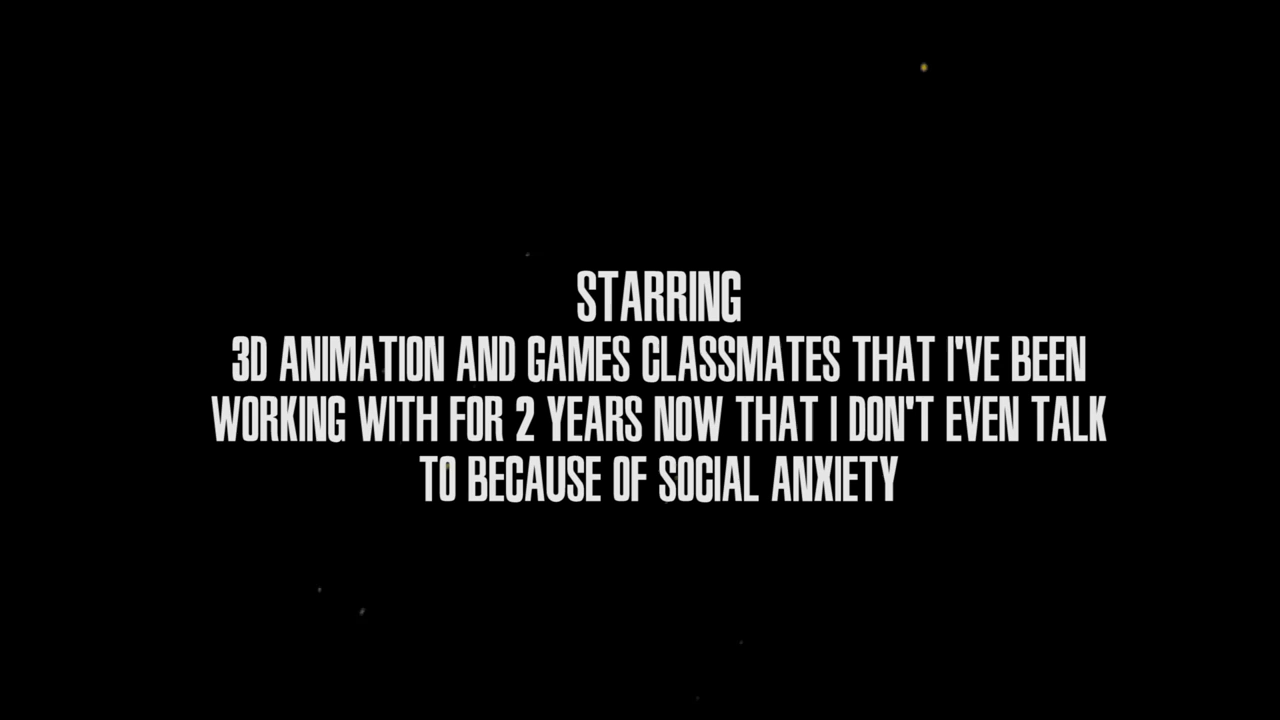 STARRING
3D ANIMATION AND GAMES CLASSMATES THAT I'VE BEEN
WORKING WITH FOR 2 YEARS NOW THAT I DON'T EVEN TALK
TO BECAUSE OF SOCIAL ANXIETY